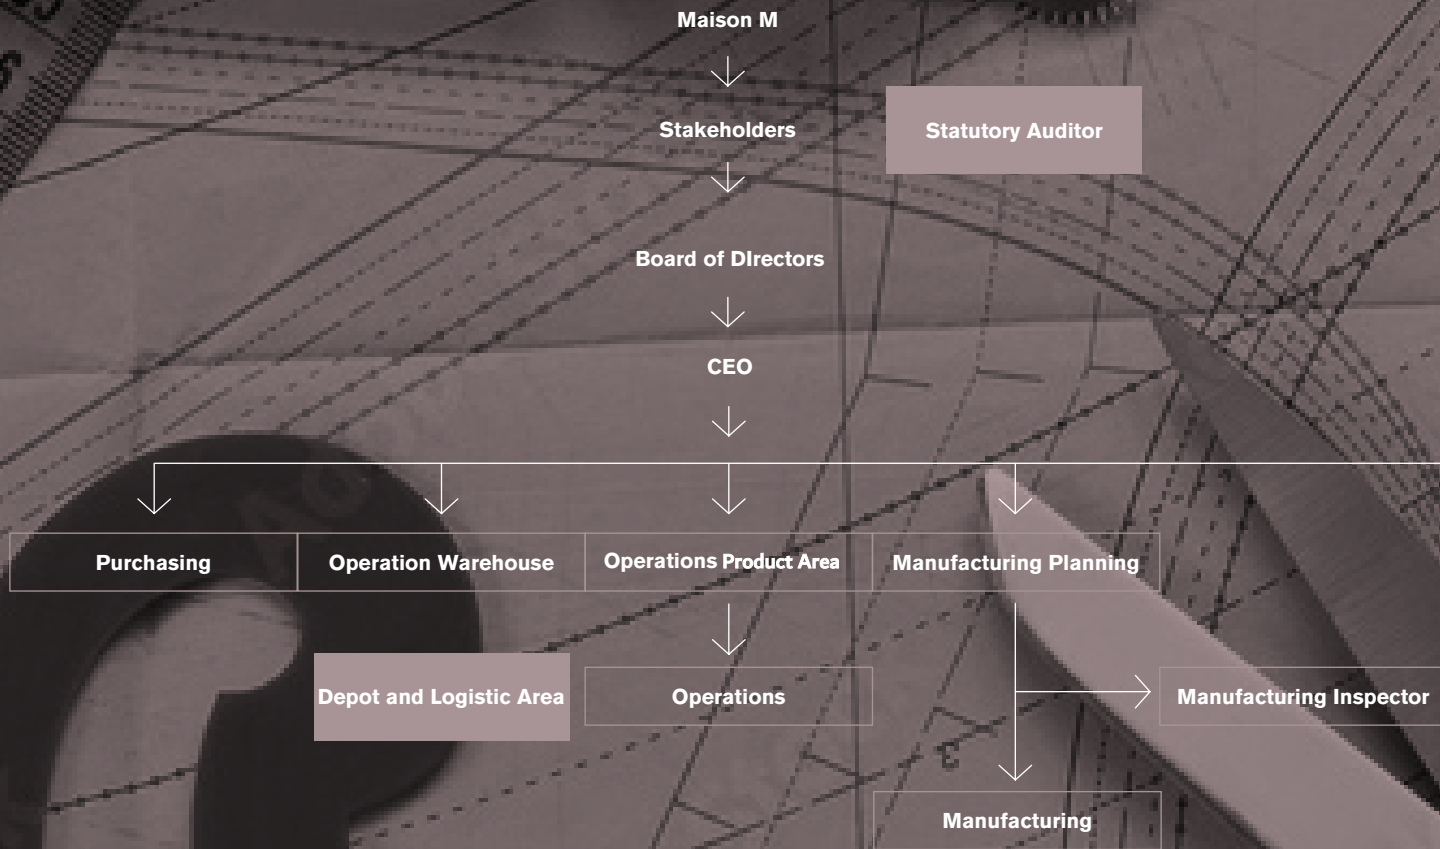 Maison M
Stakeholders
Statutory Auditor
Board of DIrectors
CEO
Purchasing
Operation Warehouse
Operations Product Area
Manufacturing Planning
Depot and Logistic Area
Operations
Manufacturing Inspector
3
Manufacturing